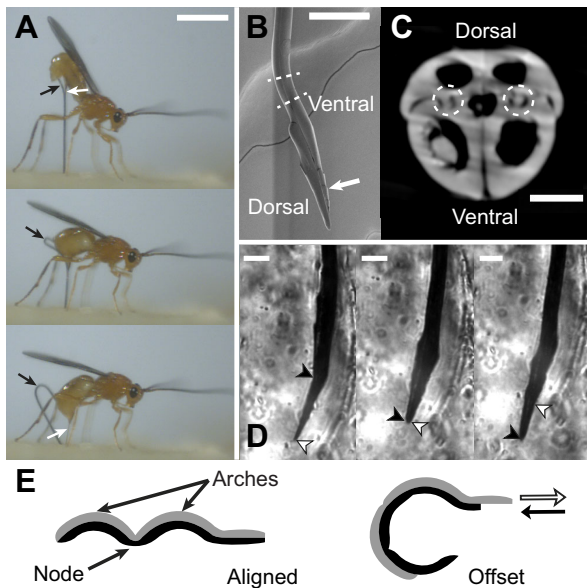 A
B
Ventral
Dorsal
C
Dorsal
Ventral
D
E
Arches
Node
Aligned
Offset